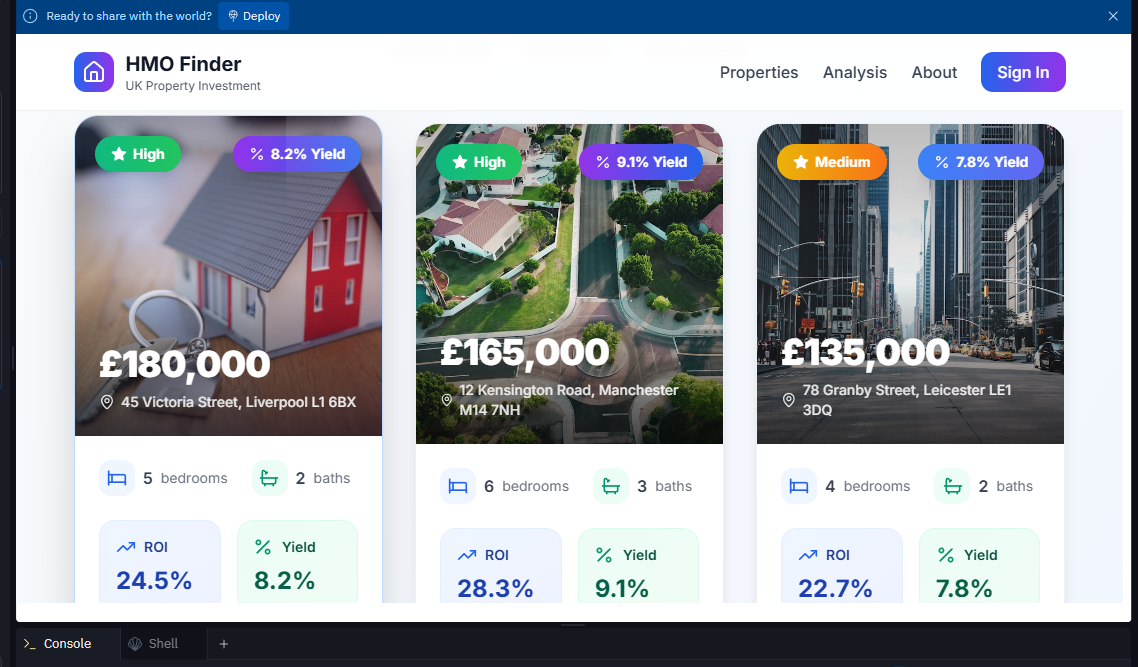 Ready to share with the world? Deploy
HMO Finder
UK Property Investment
Properties Analysis About Sign In
High 8.2% Yield
£180,000
45 Victoria Street, Liverpool L1 6BX
5 bedrooms 2 baths
ROI Yield
24.5% 8.2%
High 9.1% Yield
£165,000
12 Kensington Road, Manchester
M14 7NH
6 bedrooms 3 baths
ROI Yield
28.3% 9.1%
Medium 7.8% Yield
£135,000
78 Granby Street, Leicester LE1
3DQ
4 bedrooms 2 baths
ROI Yield
22.7% 7.8%
Console Shell +